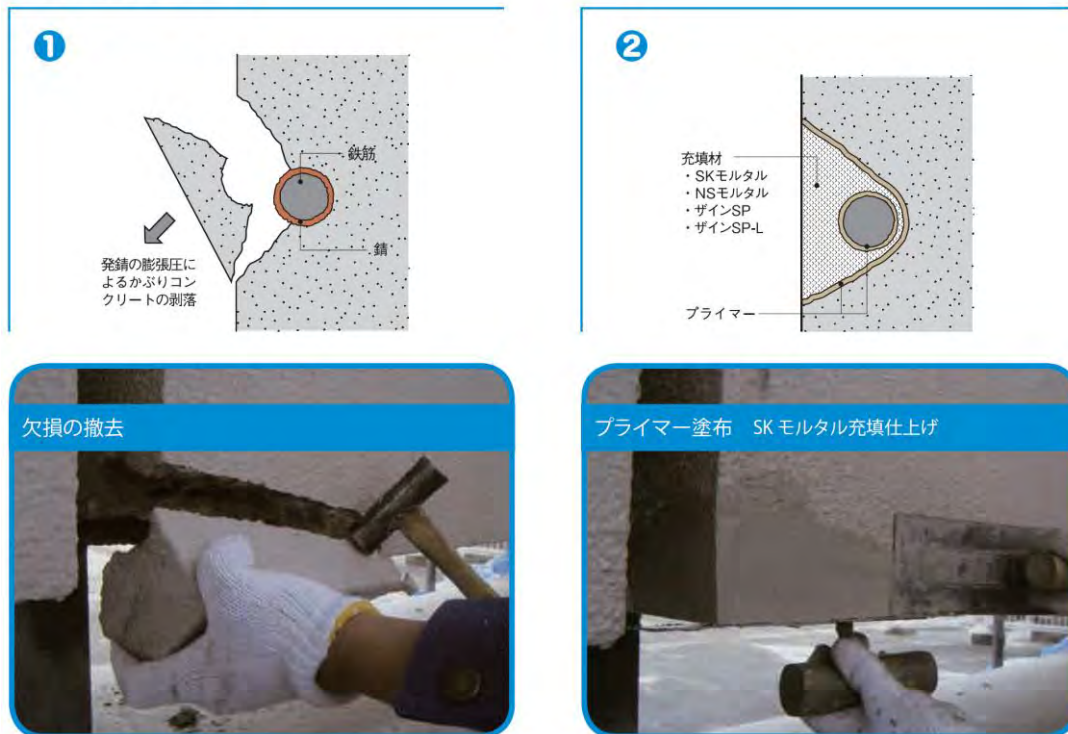 ❶
鉄筋
錆
発錆の膨張圧に
よるかぶりコン
クリートの剥落
❷
充填材
・SKモルタル
・NSモルタル
・ザインSP
・ザインSP-L
プライマー
欠損の撤去
プライマー塗布 SKモルタル充填仕上げ